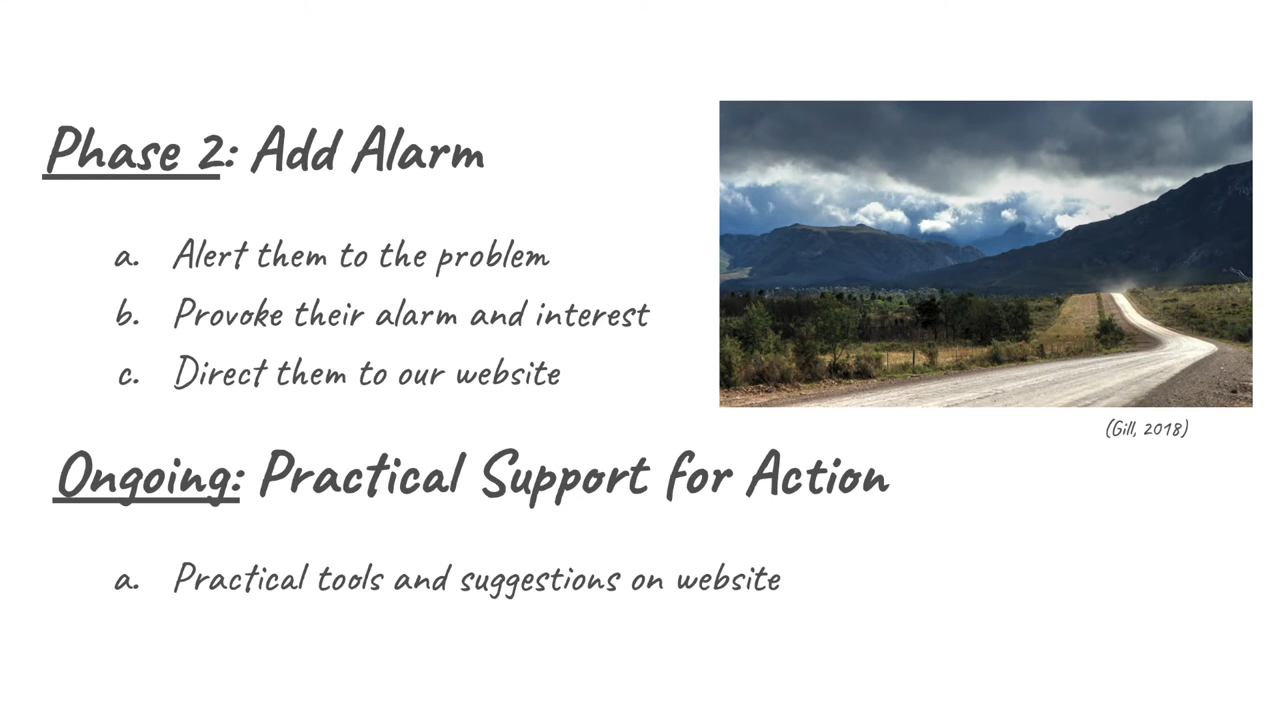 Phase 2: Add Alarm
a. Alert them to the problem
b. Provoke their alarm and interest
c. Direct them to our website
(Gill, 2018)
Ongoing: Practical Support for Action
a. Practical tools and suggestions on website